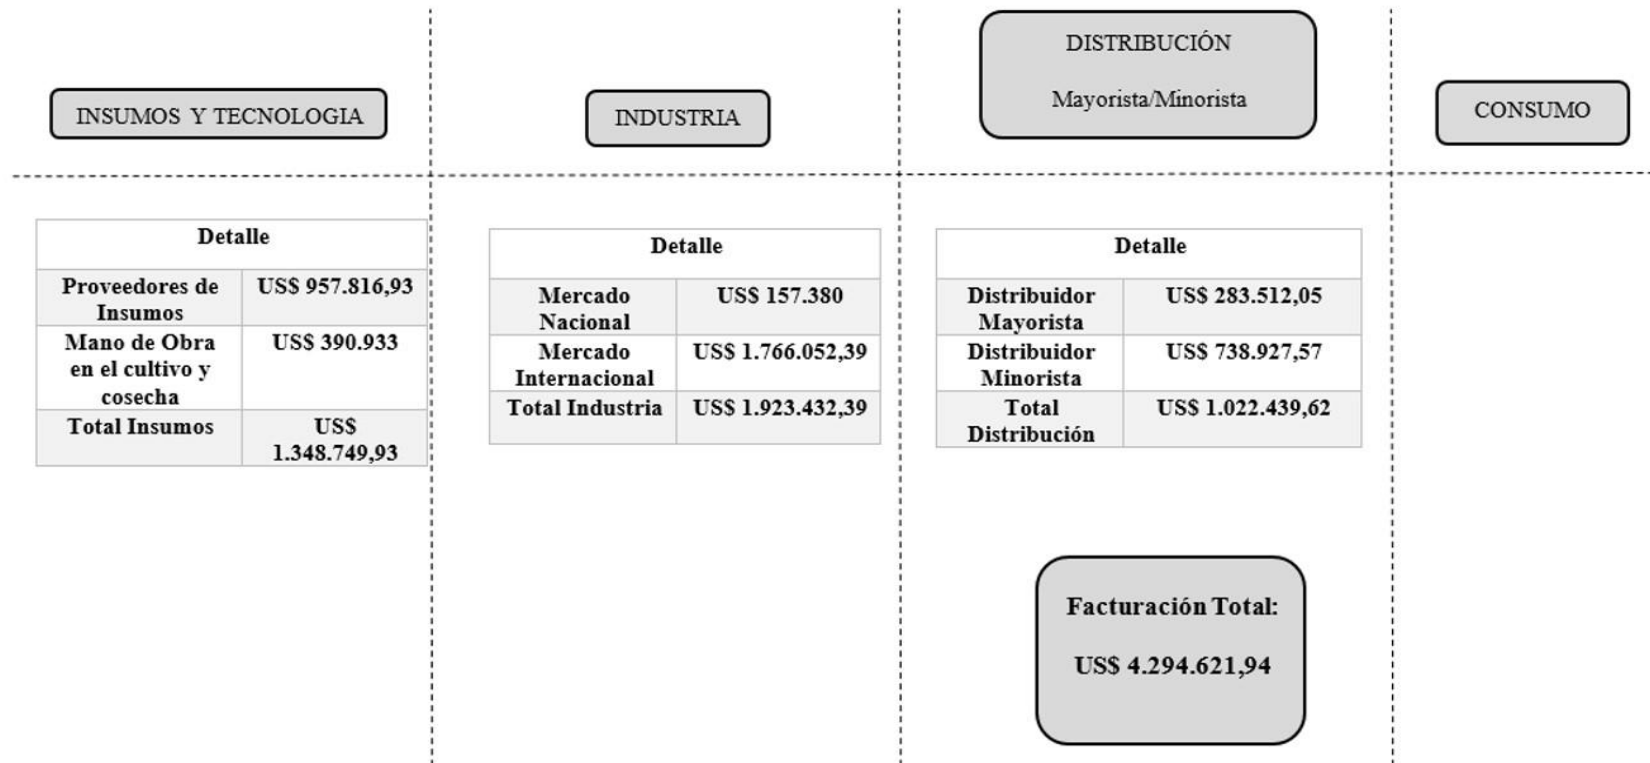 INSUMOS Y TECNOLOGIA
INDUSTRIA
DISTRIBUCIÓN
Mayorista/Minorista
CONSUMO
Detalle
Proveedores de
Insumos
US$ 957.816,93
Mano de Obra
en el cultivo y
cosecha
US$ 390.933
Total Insumos
US$
1.348.749,93
Detalle
Mercado
Nacional
US$ 157.380
Mercado
Internacional
US$ 1.766.052,39
Total Industria
US$ 1.923.432,39
Detalle
Distribuidor
Mayorista
US$ 283.512,05
Distribuidor
Minorista
US$ 738.927,57
Total
Distribución
US$ 1.022.439,62
Facturación Total:
US$ 4.294.621,94